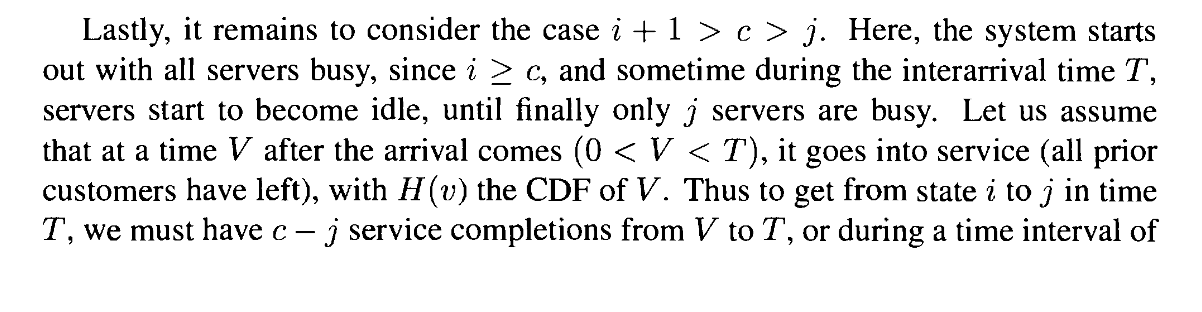 Lastly, it remains to consider the case i + 1 > c > j. Here, the system starts
out with all servers busy, since i ≥ c, and sometime during the interarrival time T,
servers start to become idle, until finally only j servers are busy. Let us assume
that at a time V after the arrival comes (0 < V < T), it goes into service (all prior
customers have left), with H(v) the CDF of V. Thus to get from state i to j in time
T, we must have c − j service completions from V to T, or during a time interval of